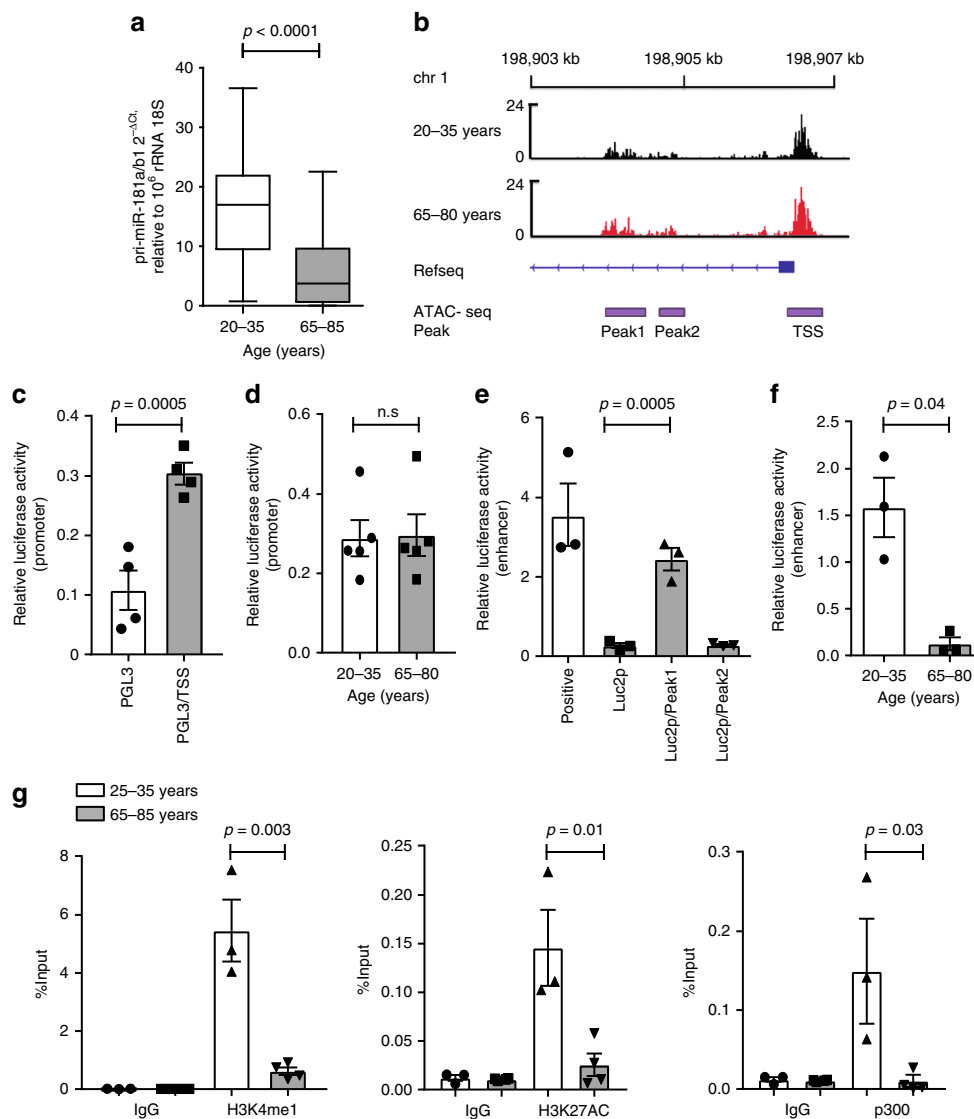 a
p < 0.0001
pri-miR-181a/b1 2^−ΔCt,
relative to 10^6 rRNA 18S
40
30
20
10
0
20–35
65–85
Age (years)
b
198,903 kb
198,905 kb
198,907 kb
chr 1
24
20–35 years
0
24
65–80 years
0
Refseq
ATAC- seq
Peak
Peak1
Peak2
TSS
c
p = 0.0005
Relative luciferase activity
(promoter)
0.4
0.3
0.2
0.1
0.0
PGL3
PGL3/TSS
d
n.s
Relative luciferase activity
(promoter)
0.6
0.4
0.2
0.0
20–35
65–80
Age (years)
e
p = 0.0005
Relative luciferase activity
(enhancer)
6
4
2
0
Positive
Luc2p
Luc2p/Peak1
Luc2p/Peak2
f
p = 0.04
Relative luciferase activity
(enhancer)
2.5
2.0
1.5
1.0
0.5
0.0
20–35
65–80
Age (years)
g
25–35 years
65–85 years
p = 0.003
%Input
8
6
4
2
0
IgG
H3K4me1
p = 0.01
%Input
0.25
0.20
0.15
0.10
0.05
0.00
IgG
H3K27AC
p = 0.03
%Input
0.3
0.2
0.1
0.0
IgG
p300